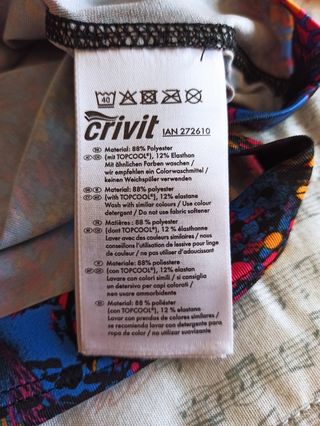 40
crivit
IAN 272610
Material: 88% Polyester
(mit TOPCOOL®), 12% Elasthan
Mit ähnlichen Farben waschen /
wir empfehlen ein Colorwaschmittel /
keinen Weichspüler verwenden
Material: 88% polyester
(with TOPCOOL®), 12% elastane
Wash with similar colours / Use colour
detergent / Do not use fabric softener
Matières : 88% polyester
(dont TOPCOOL®), 12% élasthanne
Laver avec des couleurs similaires / nous
conseillons l'utilisation de lessive pour linge
de couleur / ne pas utiliser d'adoucissant
Materiale: 88% poliestere
(con TOPCOOL®), 12% elastan
Lavare con colori simili / si consiglia
un detersivo per capi colorati /
non usare ammorbidente
Material: 88% poliéster
(con TOPCOOL®), 12% elastano
Lavar con prendas de colores similares /
se recomienda lavar con detergente para
ropa de color / no utilizar suavizante